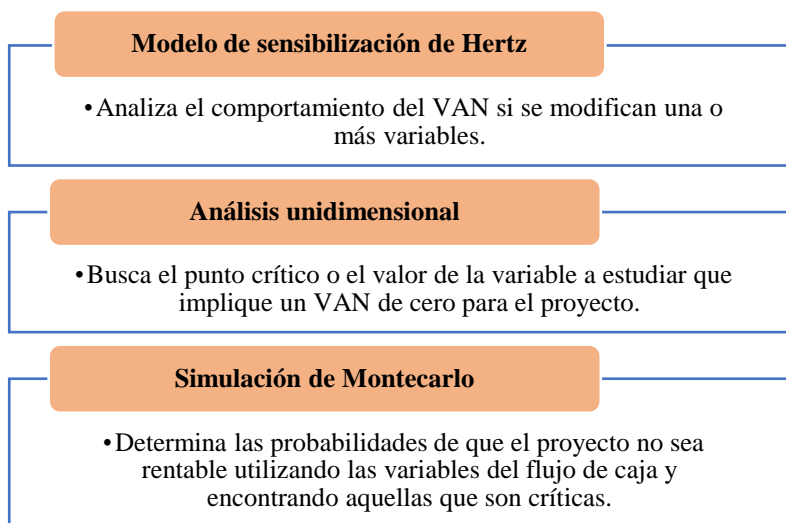 Modelo de sensibilización de Hertz
•Analiza el comportamiento del VAN si se modifican una o
más variables.
Análisis unidimensional
•Busca el punto crítico o el valor de la variable a estudiar que
implique un VAN de cero para el proyecto.
Simulación de Montecarlo
•Determina las probabilidades de que el proyecto no sea
rentable utilizando las variables del flujo de caja y
encontrando aquellas que son críticas.